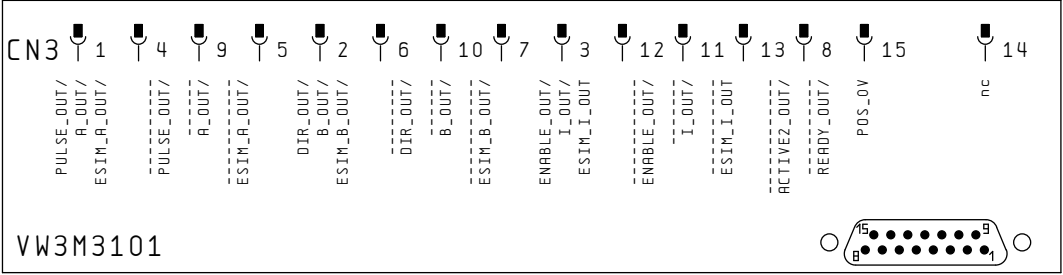 CN3 1 4 9 5 2 6 10 7 3 12 11 13 8 15 14
PULSE_OUT/
A_OUT/
ESIM_A_OUT/
PULSE_OUT/
A_OUT/
ESIM_A_OUT/
DIR_OUT/
B_OUT/
ESIM_B_OUT/
DIR_OUT/
B_OUT/
ESIM_B_OUT/
ENABLE_OUT/
I_OUT/
ESIM_I_OUT
ENABLE_OUT/
I_OUT/
ESIM_I_OUT
ACTIVE2_OUT/
READY_OUT/
POS_0V
nc
VW3M3101
15 9
8 1